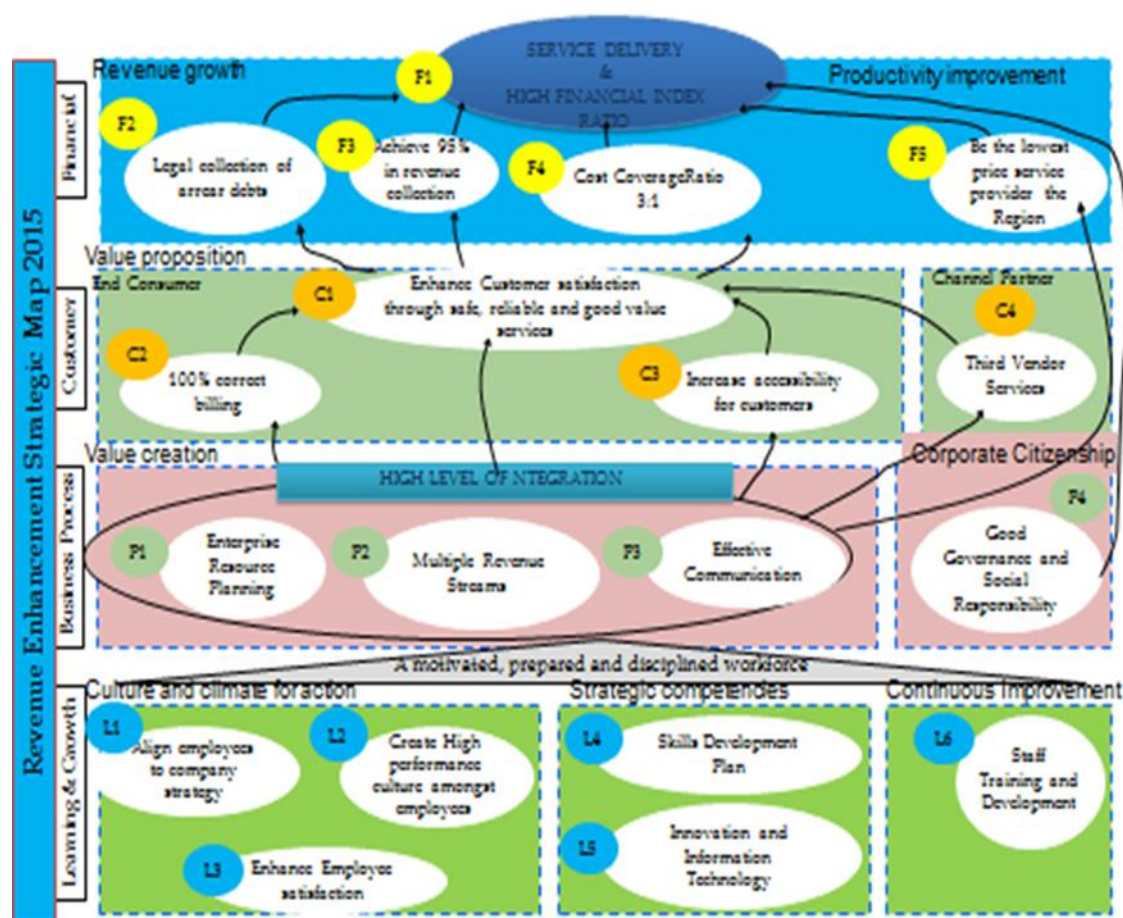 Revenue Enhancement Strategic Map 2015
Financial
Revenue growth
Productivity improvement
F1
SERVICE DELIVERY
&
HIGH FINANCIAL INDEX
RATIO
F2
Legal collection of
arrear debts
F3
Achieve 95%
in revenue
collection
F4
Cost CoverageRatio
3:1
F5
Be the lowest
price service
provider the
Region
Customer
Value proposition
End Consumer
C1
Enhance Customer satisfaction
through safe, reliable and good value
services
Channel Partner
C4
Third Vendor
Services
C2
100% correct
billing
C3
Increase accessibility
for customers
Business Process
Value creation
HIGH LEVEL OF NTEGRATION
Corporate Citizenship
P1
Enterprise
Resource
Planning
P2
Multiple Revenue
Streams
P3
Effective
Communication
P4
Good
Governance and
Social
Responsibility
A motivated, prepared and disciplined workforce
Learning & Growth
Culture and climate for action
Strategic competencies
Continuous Improvement
L1
Align employees
to company
strategy
L2
Create High
performance
culture amongst
employees
L3
Enhance Employee
satisfaction
L4
Skills Development
Plan
L5
Innovation and
Information
Technology
L6
Staff
Training and
Development